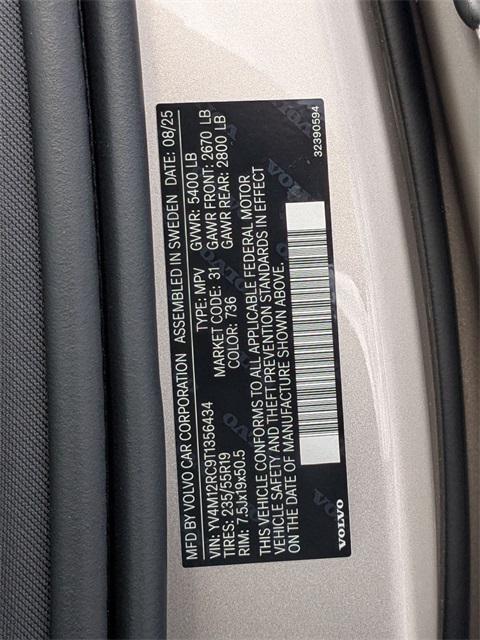 MFD BY VOLVO CAR CORPORATION ASSEMBLED IN SWEDEN DATE: 08/25
VIN: YV4M12RC9T1356434 TYPE: MPV GVWR: 5400 LB
TIRES: 235/55R19 MARKET CODE: 31 GAWR FRONT: 2670 LB
RIM: 7.5Jx19x50.5 COLOR: 736 GAWR REAR: 2800 LB
THIS VEHICLE CONFORMS TO ALL APPLICABLE FEDERAL MOTOR
VEHICLE SAFETY AND THEFT PREVENTION STANDARDS IN EFFECT
ON THE DATE OF MANUFACTURE SHOWN ABOVE.
VOLVO
32390594